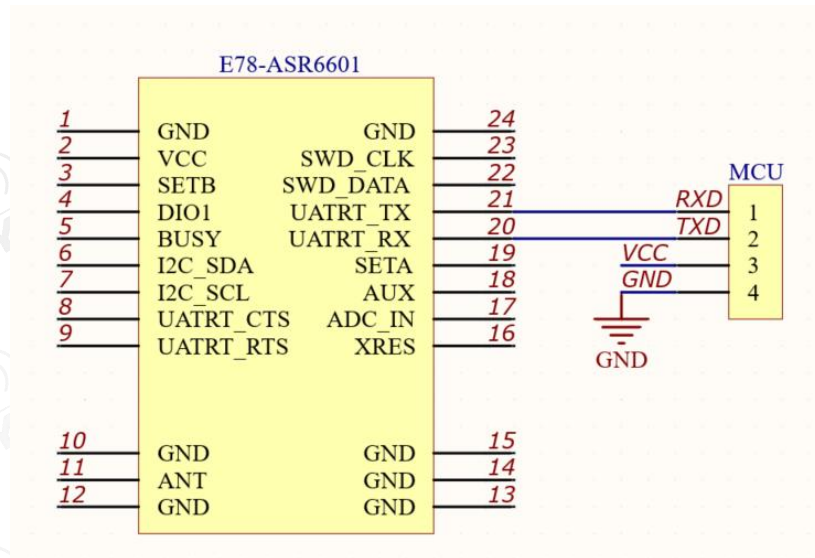 E78-ASR6601
1 GND GND 24
2 VCC SWD_CLK 23
3 SETB SWD_DATA 22
4 DIO1 UATRT_TX 21 RXD 1
5 BUSY UATRT_RX 20 TXD 2
6 I2C_SDA SETA 19 VCC 3
7 I2C_SCL AUX 18 GND 4
8 UATRT_CTS ADC_IN 17
9 UATRT_RTS XRES 16
10 GND GND 15
11 ANT GND 14
12 GND GND 13
MCU
GND